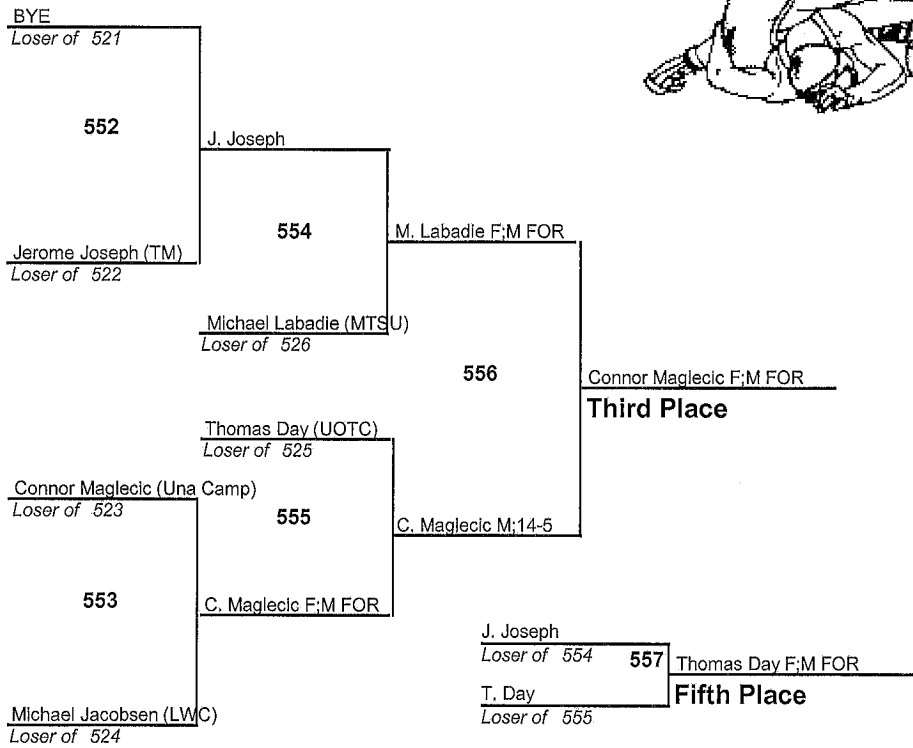 BYE
Loser of 521
552
J. Joseph
Jerome Joseph (TM)
Loser of 522
554
M. Labadie F;M FOR
Michael Labadie (MTSU)
Loser of 526
556
Connor Maglecic F;M FOR
Third Place
Thomas Day (UOTC)
Loser of 525
Connor Maglecic (Una Camp)
Loser of 523
555
C. Maglecic M;14-5
553
C. Maglecic F;M FOR
Michael Jacobsen (LWC)
Loser of 524
J. Joseph
Loser of 554
557
Thomas Day F;M FOR
Fifth Place
T. Day
Loser of 555